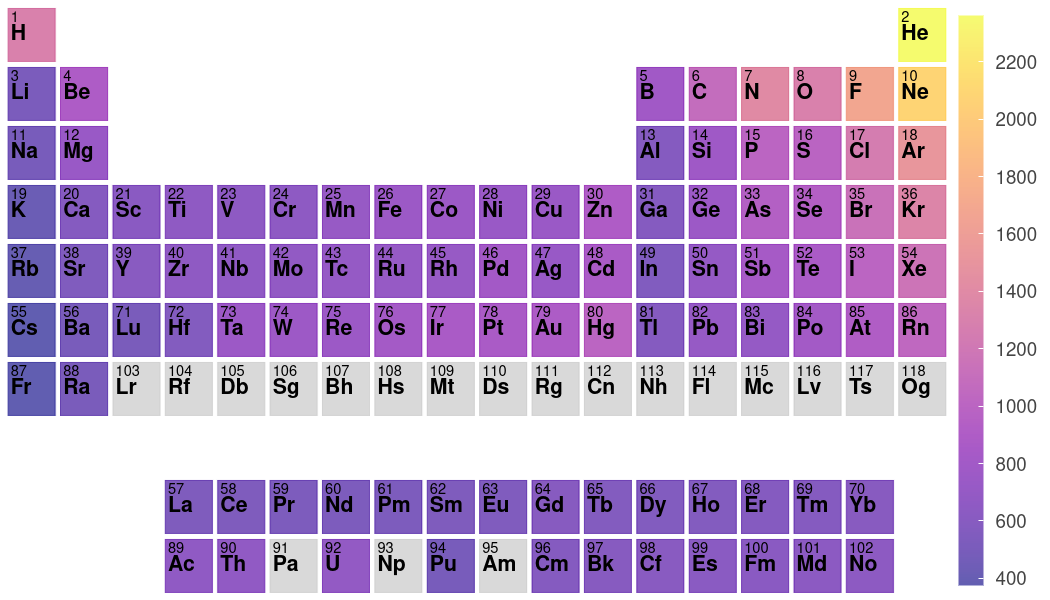 1 2
H He
3 4 5 6 7 8 9 10
Li Be B C N O F Ne
11 12 13 14 15 16 17 18
Na Mg Al Si P S Cl Ar
19 20 21 22 23 24 25 26 27 28 29 30 31 32 33 34 35 36
K Ca Sc Ti V Cr Mn Fe Co Ni Cu Zn Ga Ge As Se Br Kr
37 38 39 40 41 42 43 44 45 46 47 48 49 50 51 52 53 54
Rb Sr Y Zr Nb Mo Tc Ru Rh Pd Ag Cd In Sn Sb Te I Xe
55 56 71 72 73 74 75 76 77 78 79 80 81 82 83 84 85 86
Cs Ba Lu Hf Ta W Re Os Ir Pt Au Hg Tl Pb Bi Po At Rn
87 88 103 104 105 106 107 108 109 110 111 112 113 114 115 116 117 118
Fr Ra Lr Rf Db Sg Bh Hs Mt Ds Rg Cn Nh Fl Mc Lv Ts Og
57 58 59 60 61 62 63 64 65 66 67 68 69 70
La Ce Pr Nd Pm Sm Eu Gd Tb Dy Ho Er Tm Yb
89 90 91 92 93 94 95 96 97 98 99 100 101 102
Ac Th Pa U Np Pu Am Cm Bk Cf Es Fm Md No
2200
2000
1800
1600
1400
1200
1000
800
600
400